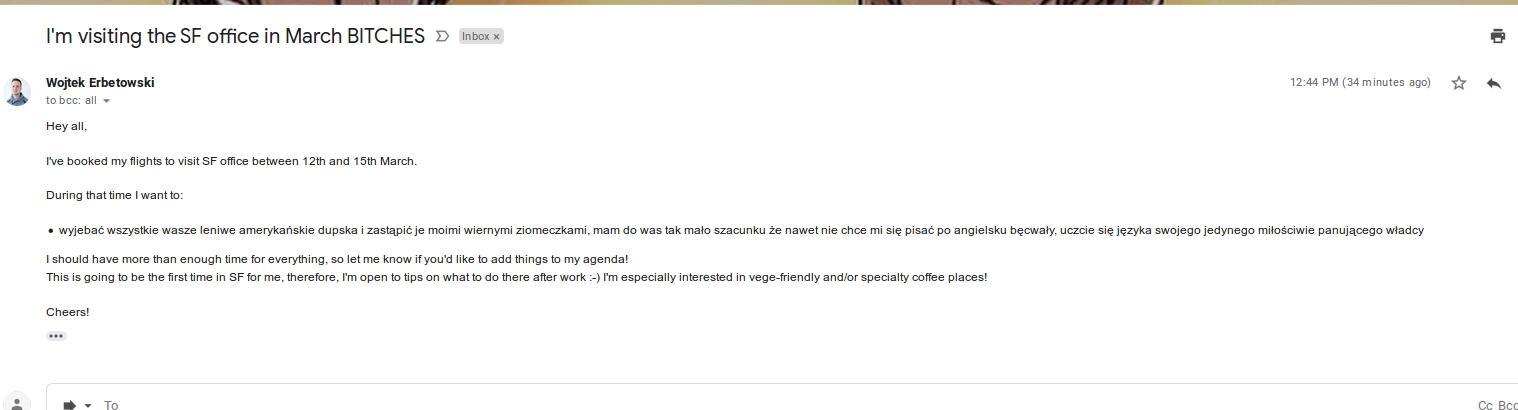 I'm visiting the SF office in March BITCHES Inbox ×
Wojtek Erbetowski 12:44 PM (34 minutes ago)
to bcc: all
Hey all,
I've booked my flights to visit SF office between 12th and 15th March.
During that time I want to:
• wyjebać wszystkie wasze leniwe amerykańskie dupska i zastąpić je moimi wiernymi ziomeczkami, mam do was tak mało szacunku że nawet nie chce mi się pisać po angielsku bęcwały, uczcie się języka swojego jedynego miłościwie panującego władcy
I should have more than enough time for everything, so let me know if you'd like to add things to my agenda!
This is going to be the first time in SF for me, therefore, I'm open to tips on what to do there after work :-) I'm especially interested in vege-friendly and/or specialty coffee places!
Cheers!
•••
To Cc Bcc